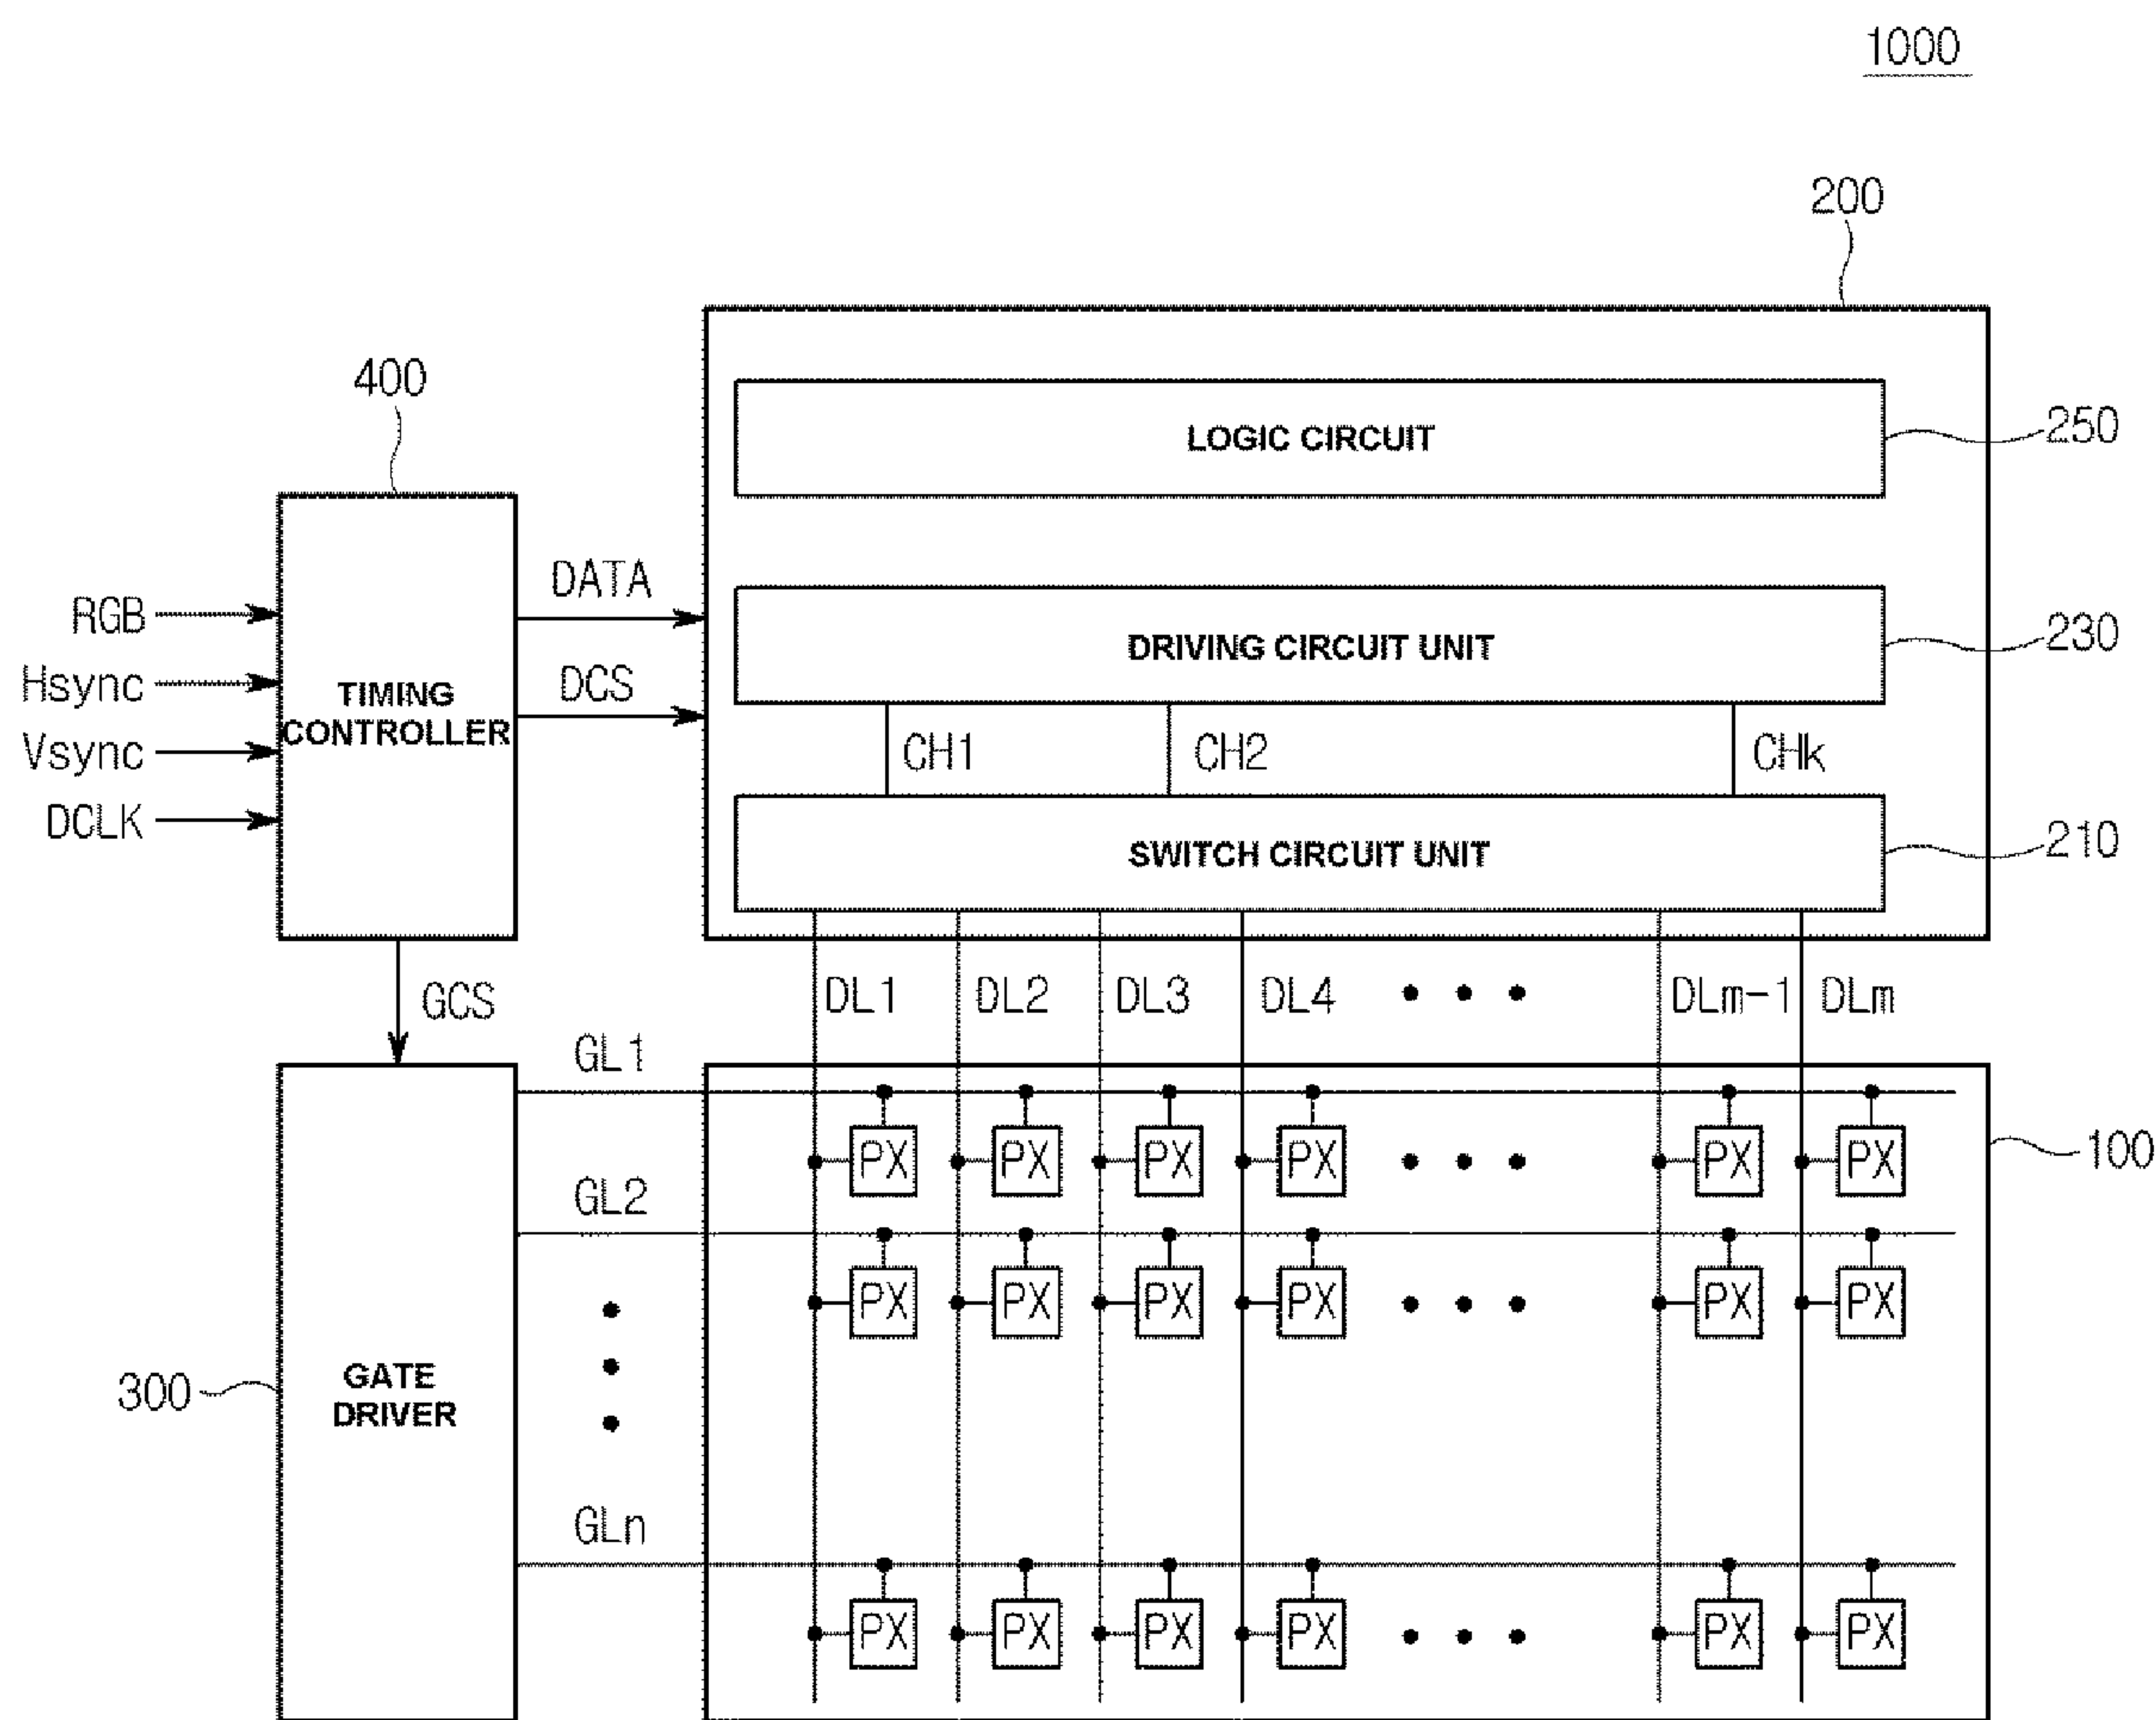 1000
200
400
LOGIC CIRCUIT
250
DATA
RGB
DRIVING CIRCUIT UNIT
230
Hsync
TIMING
CONTROLLER
DCS
Vsync
CH1 CH2 CHk
DCLK
SWITCH CIRCUIT UNIT
210
GCS
DL1 DL2 DL3 DL4 • • • DLm-1 DLm
GL1
PX PX PX PX • • • PX PX
100
GL2
PX PX PX PX • • • PX PX
300
GATE
DRIVER
GLn
PX PX PX PX • • • PX PX